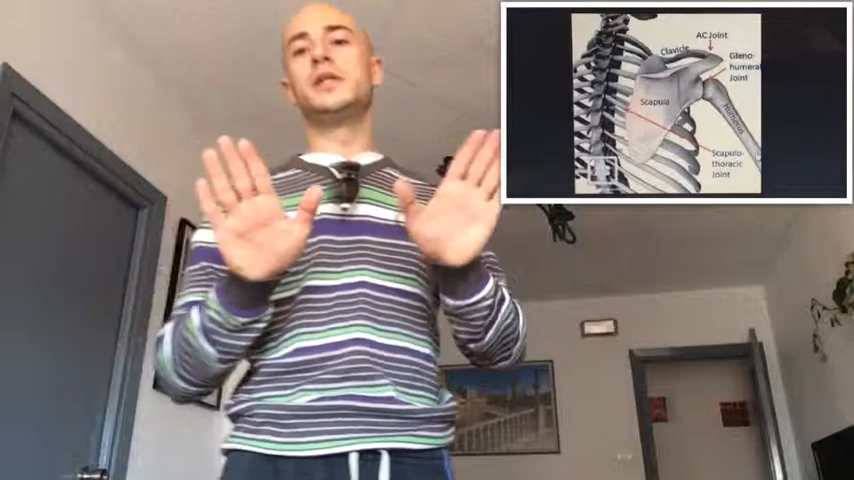 AC Joint
Clavicle
Gleno-
humeral
Joint
Scapula
Humerus
Scapulo-
thoracic
Joint